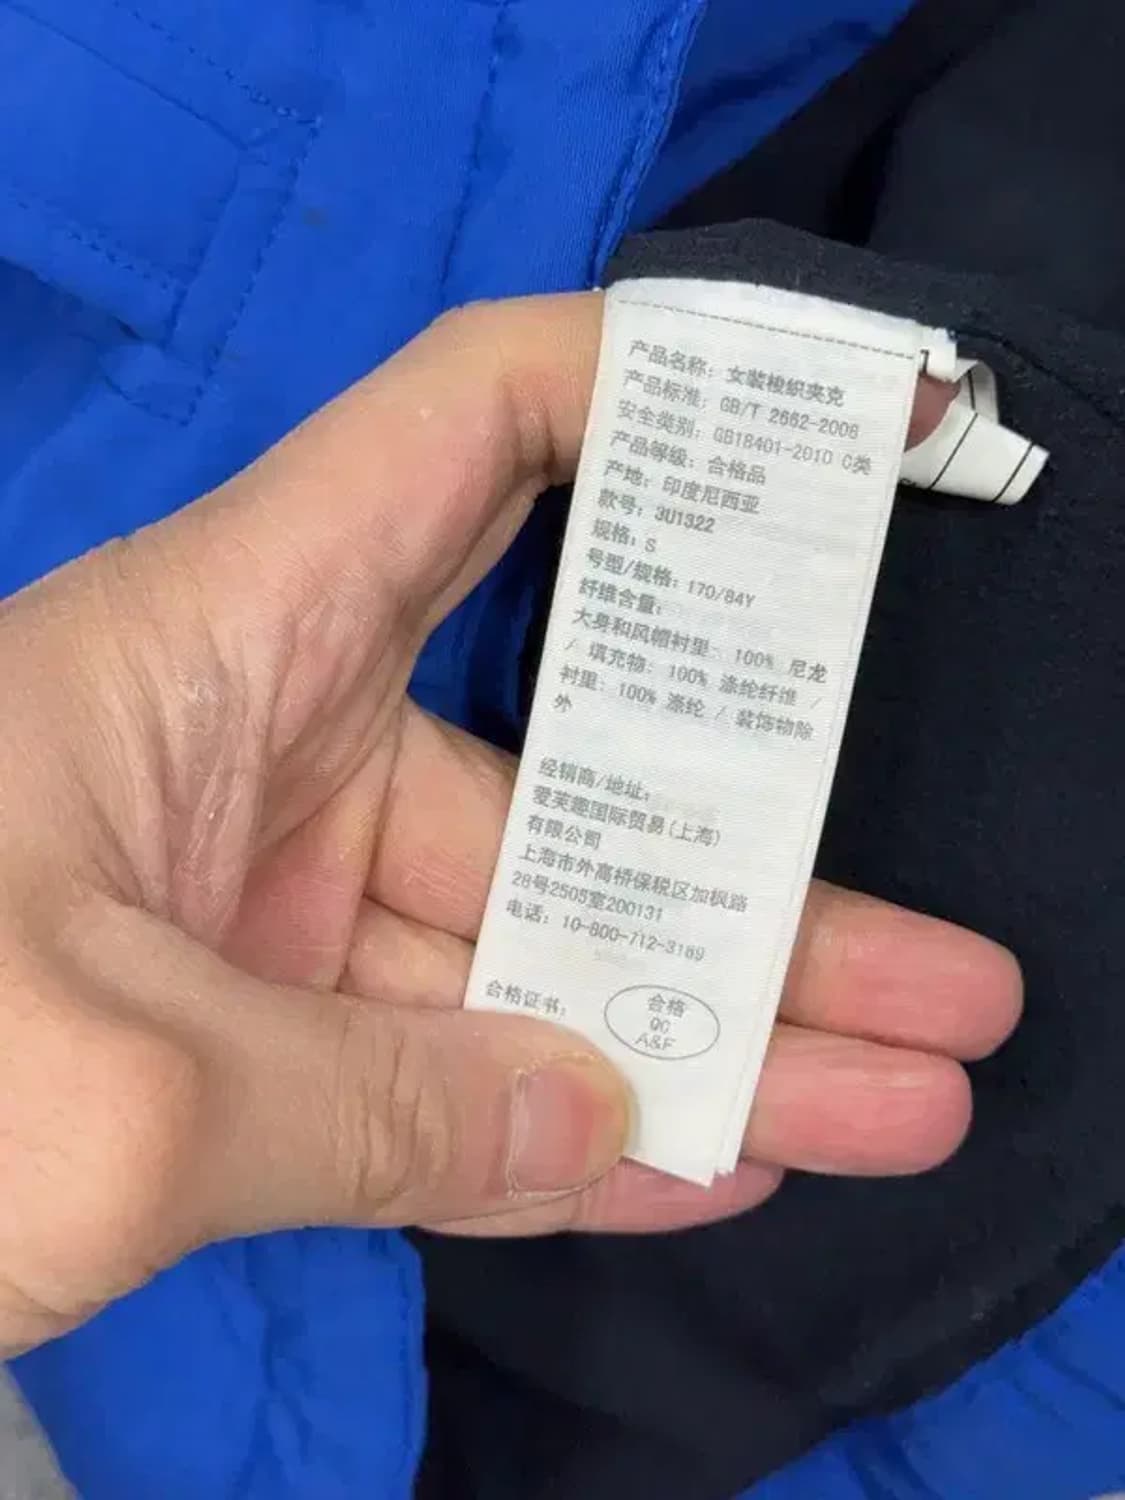 产品名称：女装梭织夹克
产品标准：GB/T 2662-2008
安全类别：GB18401-2010 C类
产品等级：合格品
产地：印度尼西亚
款号：3U1322
规格：S
号型/规格：170/84Y
纤维含量：
大身和风帽衬里：100% 尼龙
/ 填充物：100% 涤纶纤维 /
衬里：100% 涤纶 / 装饰物除
外
经销商/地址：
爱芙趣国际贸易(上海)
有限公司
上海市外高桥保税区加枫路
26号2505室200131
电话：10-800-712-3189
合格证书：
合格
QC
A&F